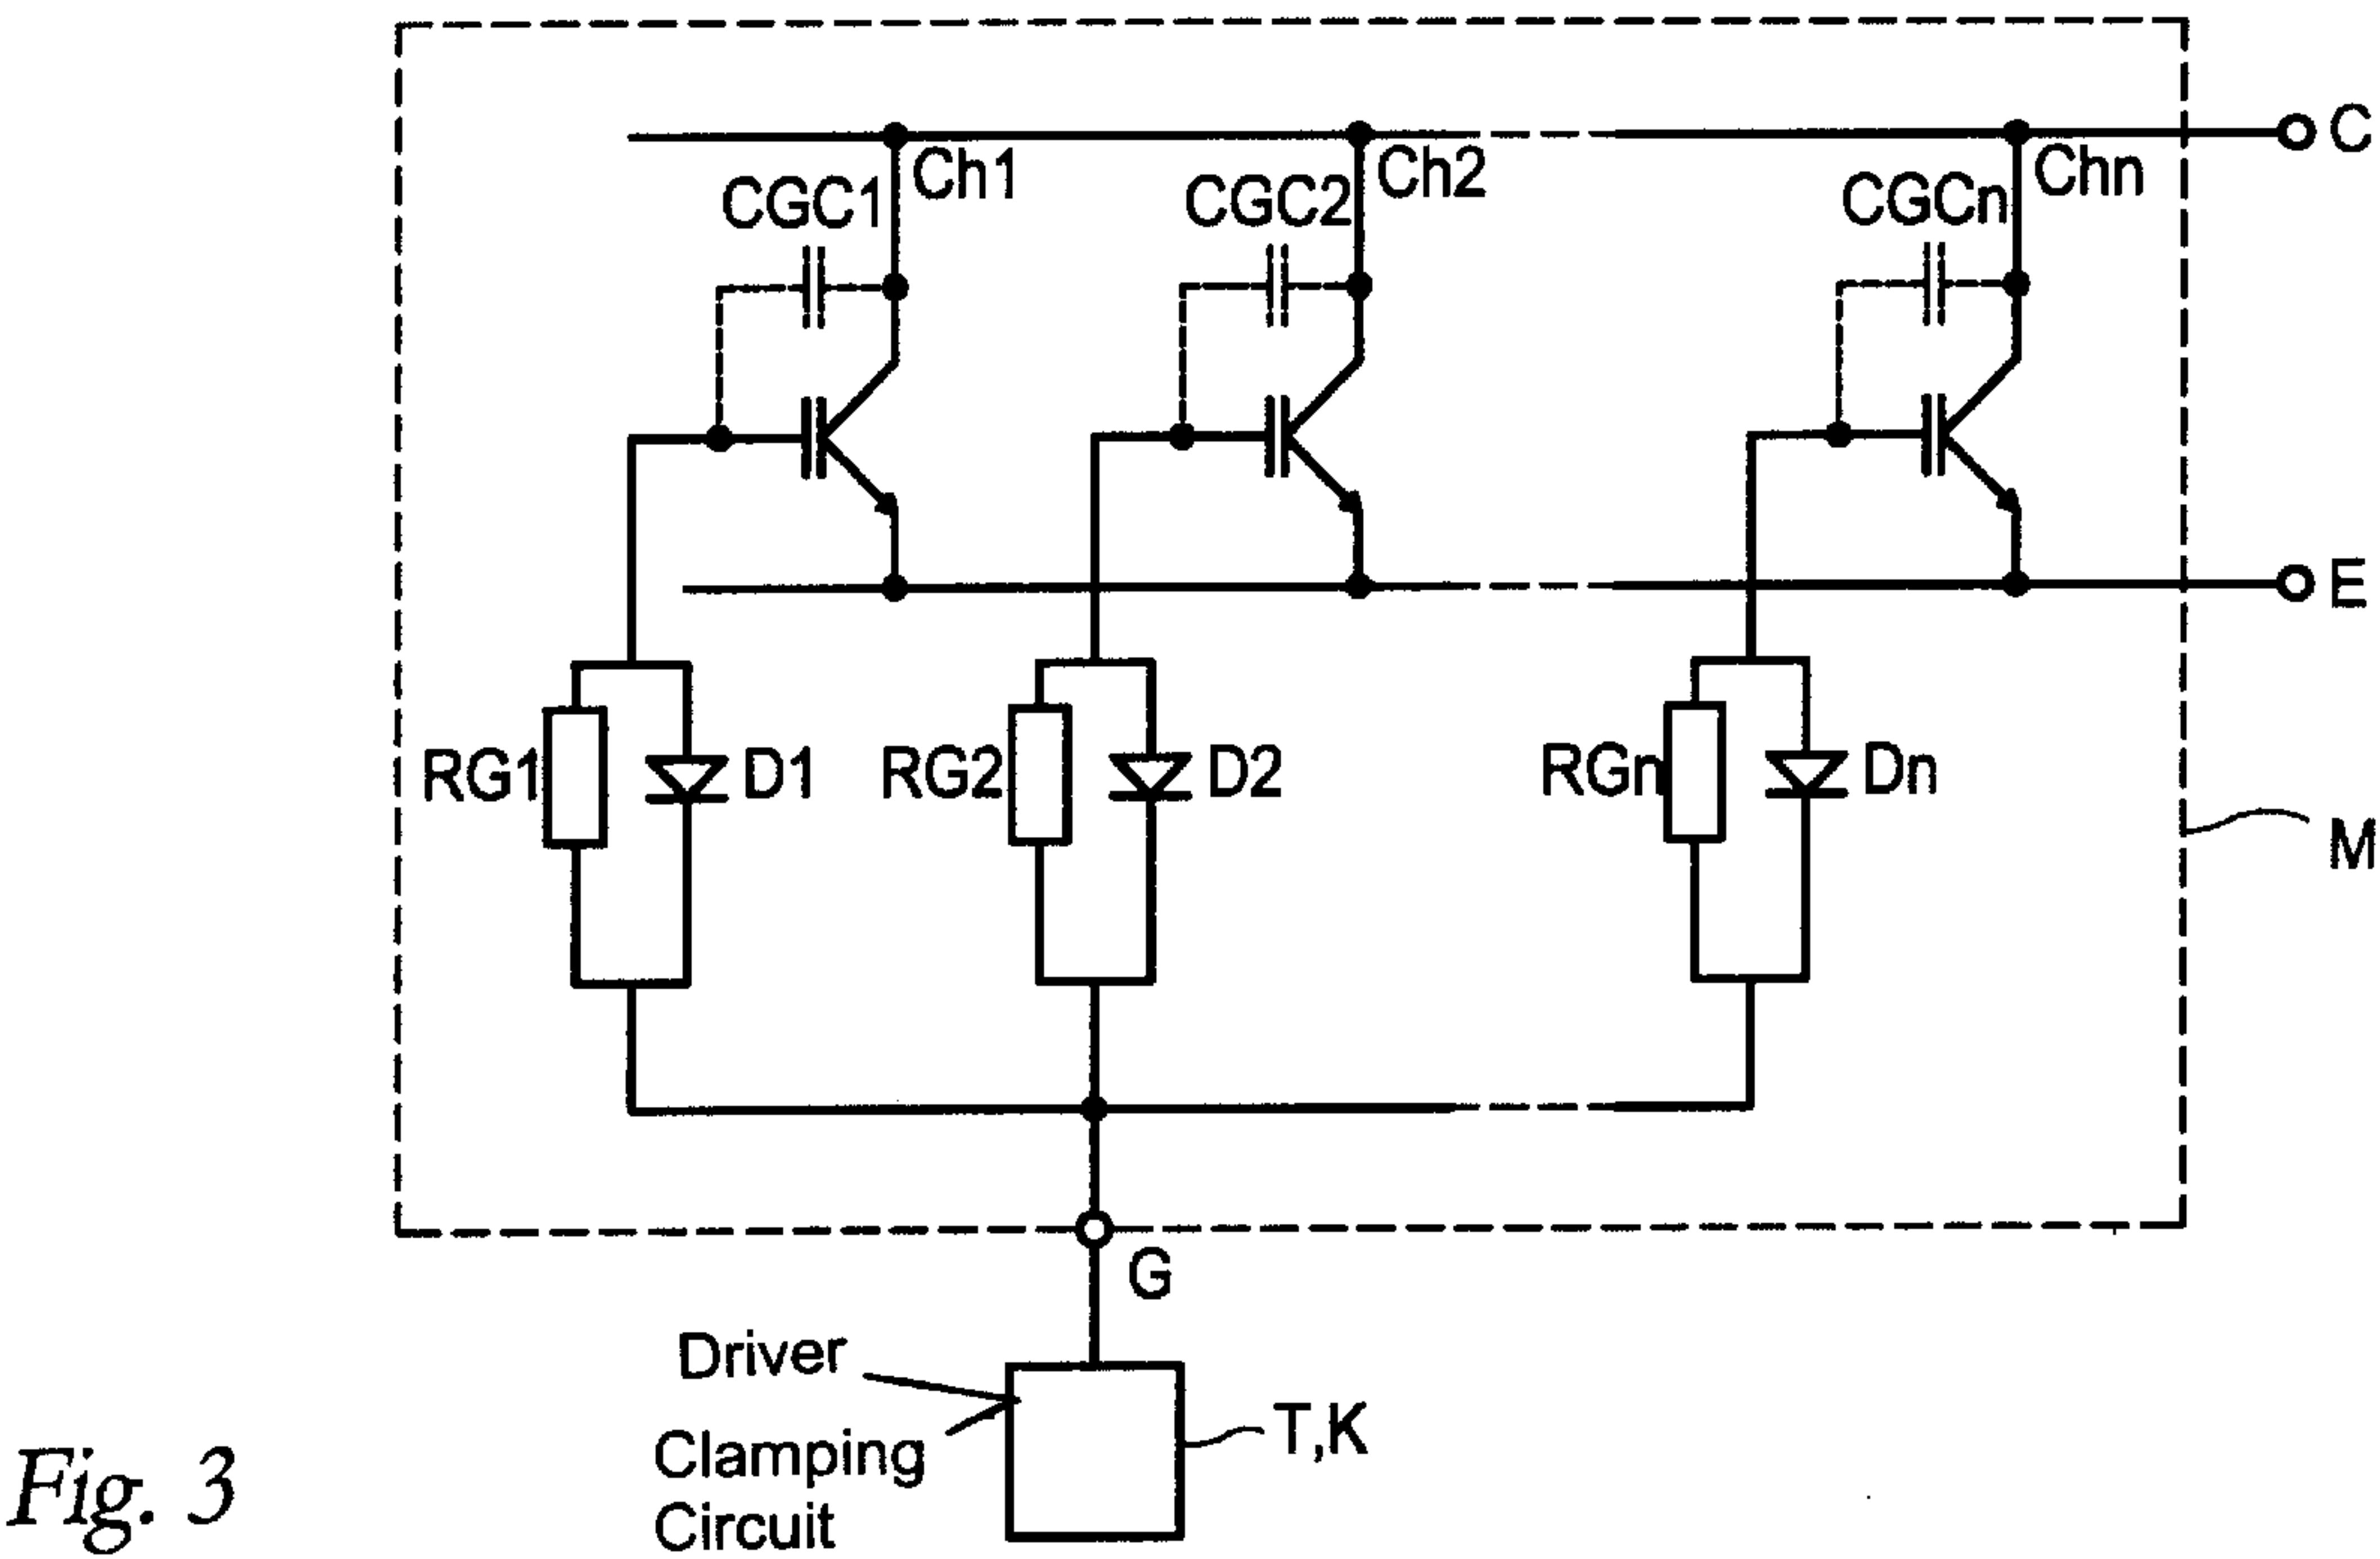 C
Ch1
Ch2
Chn
CGC1
CGC2
CGCn
E
RG1
D1
RG2
D2
RGn
Dn
M
G
Driver
Clamping
Circuit
T,K
Fig. 3